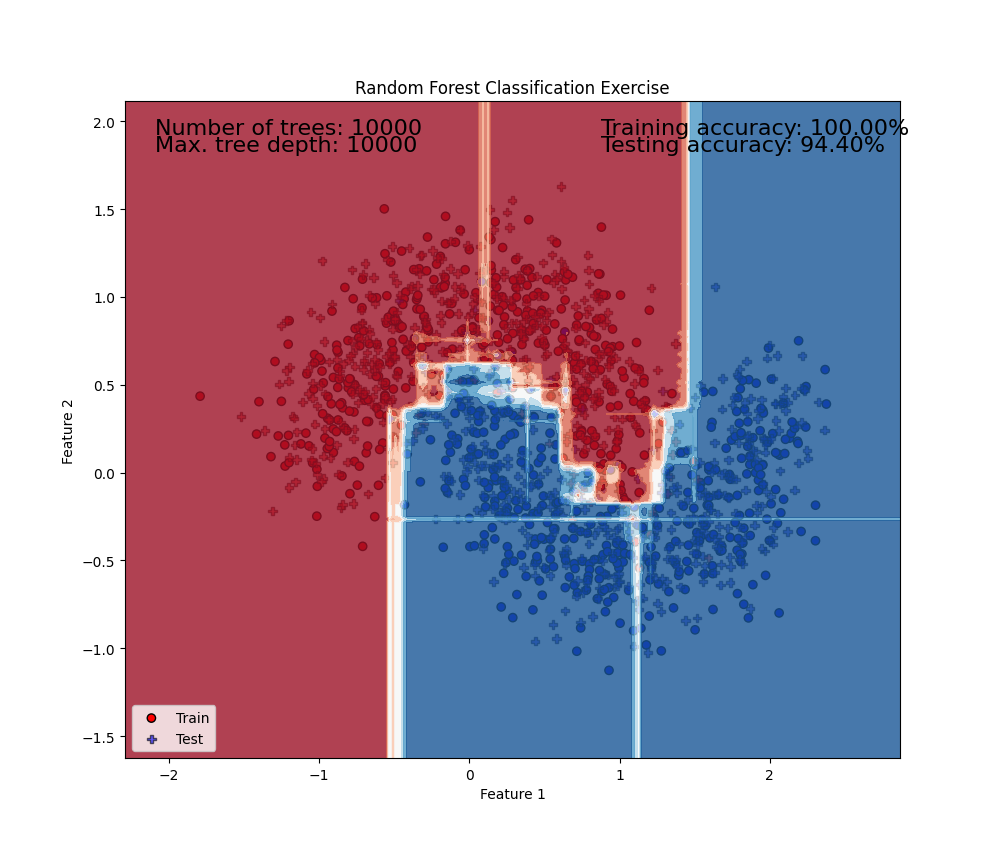 Random Forest Classification Exercise
Number of trees: 10000
Max. tree depth: 10000
Training accuracy: 100.00%
Testing accuracy: 94.40%
2.0
1.5
1.0
0.5
0.0
−0.5
−1.0
−1.5
Feature 2
Train
Test
−2
−1
0
1
2
Feature 1